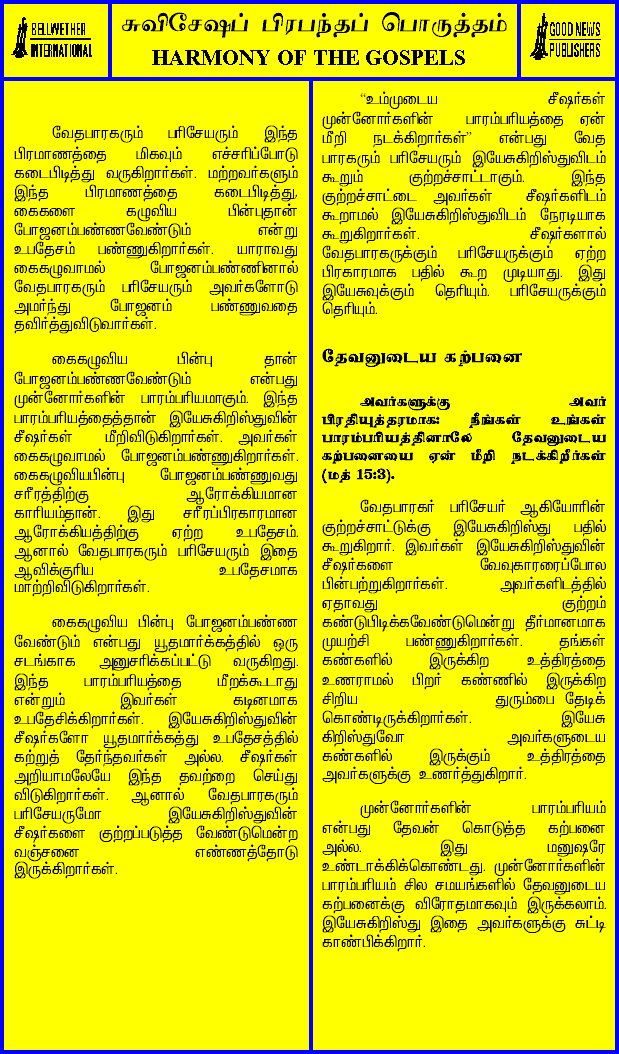 BELLWETHER
INTERNATIONAL
சுவிசேஷப் பிரபந்தப் பொருத்தம்
HARMONY OF THE GOSPELS
GOOD NEWS
PUBLISHERS
வேதபாரகரும் பரிசேயரும் இந்த
பிரமாணத்தை மிகவும் எச்சரிப்போடு
கடைபிடித்து வருகிறார்கள். மற்றவர்களும்
இந்த பிரமாணத்தை கடைபிடித்து,
கைகளை கழுவிய பின்புதான்
போஜனம்பண்ணவேண்டும் என்று
உபதேசம் பண்ணுகிறார்கள். யாராவது
கைகழுவாமல் போஜனம்பண்ணினால்
வேதபாரகரும் பரிசேயரும் அவர்களோடு
அமர்ந்து போஜனம் பண்ணுவதை
தவிர்த்துவிடுவார்கள்.
கைகழுவிய பின்பு தான்
போஜனம்பண்ணவேண்டும் என்பது
முன்னோர்களின் பாரம்பரியமாகும். இந்த
பாரம்பரியத்தைத்தான் இயேசுகிறிஸ்துவின்
சீஷர்கள் மீறிவிடுகிறார்கள். அவர்கள்
கைகழுவாமல் போஜனம்பண்ணுகிறார்கள்.
கைகழுவியபின்பு போஜனம்பண்ணுவது
சரீரத்திற்கு ஆரோக்கியமான
காரியம்தான். இது சரீரப்பிரகாரமான
ஆரோக்கியத்திற்கு ஏற்ற உபதேசம்.
ஆனால் வேதபாரகரும் பரிசேயரும் இதை
ஆவிக்குரிய உபதேசமாக
மாற்றிவிடுகிறார்கள்.
கைகழுவிய பின்பு போஜனம்பண்ண
வேண்டும் என்பது யூதமார்க்கத்தில் ஒரு
சடங்காக அனுசரிக்கப்பட்டு வருகிறது.
இந்த பாரம்பரியத்தை மீறக்கூடாது
என்றும் இவர்கள் கடினமாக
உபதேசிக்கிறார்கள். இயேசுகிறிஸ்துவின்
சீஷர்களோ யூதமார்க்கத்து உபதேசத்தில்
கற்றுத் தேர்ந்தவர்கள் அல்ல. சீஷர்கள்
அறியாமலேயே இந்த தவற்றை செய்து
விடுகிறார்கள். ஆனால் வேதபாரகரும்
பரிசேயருமோ இயேசுகிறிஸ்துவின்
சீஷர்களை குற்றப்படுத்த வேண்டுமென்ற
வஞ்சனை எண்ணத்தோடு
இருக்கிறார்கள்.
“உம்முடைய சீஷர்கள்
முன்னோர்களின் பாரம்பரியத்தை ஏன்
மீறி நடக்கிறார்கள்” என்பது வேத
பாரகரும் பரிசேயரும் இயேசுகிறிஸ்துவிடம்
கூறும் குற்றச்சாட்டாகும். இந்த
குற்றச்சாட்டை அவர்கள் சீஷர்களிடம்
கூறாமல் இயேசுகிறிஸ்துவிடம் நேரடியாக
கூறுகிறார்கள். சீஷர்களால்
வேதபாரகருக்கும் பரிசேயருக்கும் ஏற்ற
பிரகாரமாக பதில் கூற முடியாது. இது
இயேசுவுக்கும் தெரியும். பரிசேயருக்கும்
தெரியும்.
தேவனுடைய கற்பனை
அவர்களுக்கு அவர்
பிரதியுத்தரமாக: நீங்கள் உங்கள்
பாரம்பரியத்தினாலே தேவனுடைய
கற்பனையை ஏன் மீறி நடக்கிறீர்கள்
(மத் 15:3).
வேதபாரகர் பரிசேயர் ஆகியோரின்
குற்றச்சாட்டுக்கு இயேசுகிறிஸ்து பதில்
கூறுகிறார். இவர்கள் இயேசுகிறிஸ்துவின்
சீஷர்களை வேவுகாரரைப்போல
பின்பற்றுகிறார்கள். அவர்களிடத்தில்
ஏதாவது குற்றம்
கண்டுபிடிக்கவேண்டுமென்று தீர்மானமாக
முயற்சி பண்ணுகிறார்கள். தங்கள்
கண்களில் இருக்கிற உத்திரத்தை
உணராமல் பிறர் கண்ணில் இருக்கிற
சிறிய துரும்பை தேடிக்
கொண்டிருக்கிறார்கள். இயேசு
கிறிஸ்துவோ அவர்களுடைய
கண்களில் இருக்கும் உத்திரத்தை
அவர்களுக்கு உணர்த்துகிறார்.
முன்னோர்களின் பாரம்பரியம்
என்பது தேவன் கொடுத்த கற்பனை
அல்ல. இது மனுஷரே
உண்டாக்கிக்கொண்டது. முன்னோர்களின்
பாரம்பரியம் சில சமயங்களில் தேவனுடைய
கற்பனைக்கு விரோதமாகவும் இருக்கலாம்.
இயேசுகிறிஸ்து இதை அவர்களுக்கு சுட்டி
காண்பிக்கிறார்.